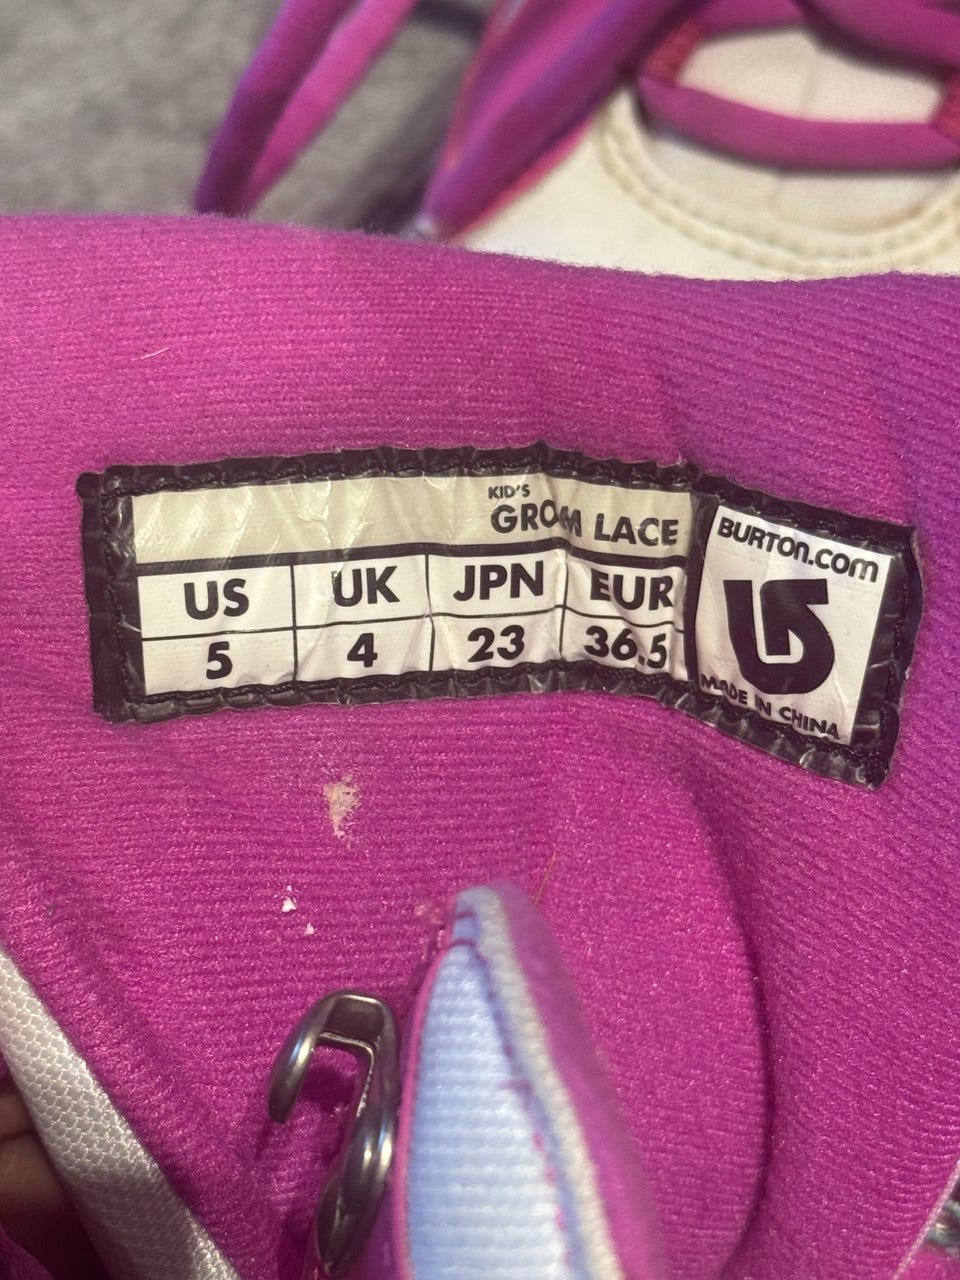 KID'S
GROM LACE
US UK JPN EUR
5 4 23 36.5
BURTON.COM
MADE IN CHINA